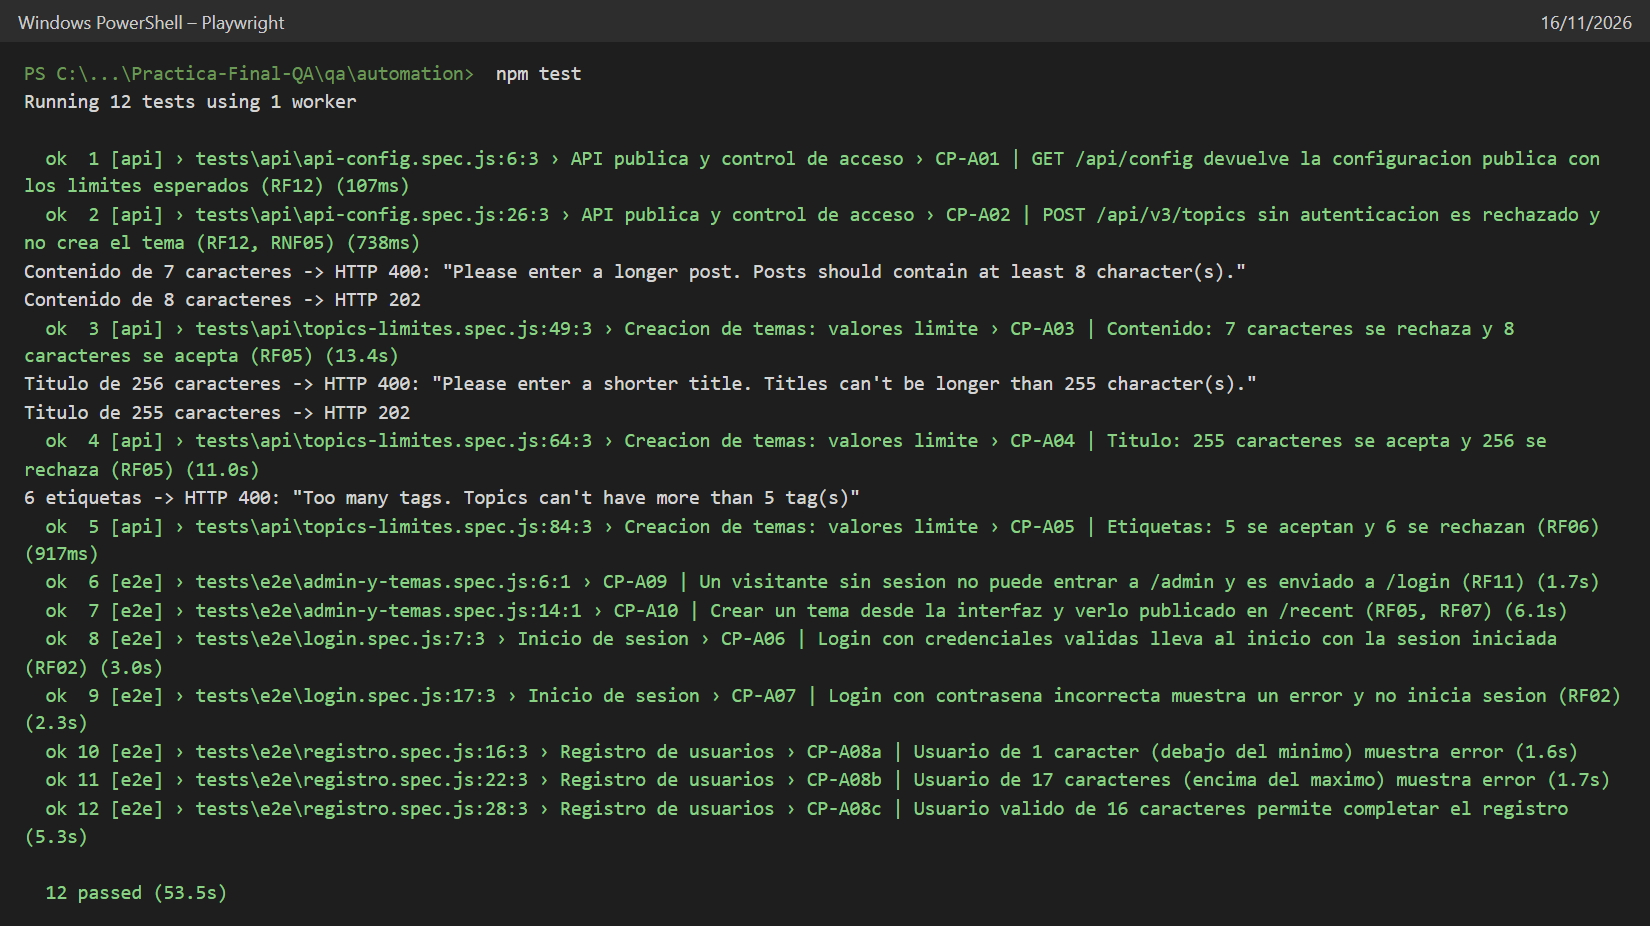 Windows PowerShell – Playwright
16/11/2026
PS C:\...\Practica-Final-QA\qa\automation>  npm test
Running 12 tests using 1 worker
ok  1 [api] › tests\api\api-config.spec.js:6:3 › API publica y control de acceso › CP-A01 | GET /api/config devuelve la configuracion publica con
los limites esperados (RF12) (107ms)
ok  2 [api] › tests\api\api-config.spec.js:26:3 › API publica y control de acceso › CP-A02 | POST /api/v3/topics sin autenticacion es rechazado y
no crea el tema (RF12, RNF05) (738ms)
Contenido de 7 caracteres -> HTTP 400: "Please enter a longer post. Posts should contain at least 8 character(s)."
Contenido de 8 caracteres -> HTTP 202
ok  3 [api] › tests\api\topics-limites.spec.js:49:3 › Creacion de temas: valores limite › CP-A03 | Contenido: 7 caracteres se rechaza y 8
caracteres se acepta (RF05) (13.4s)
Titulo de 256 caracteres -> HTTP 400: "Please enter a shorter title. Titles can't be longer than 255 character(s)."
Titulo de 255 caracteres -> HTTP 202
ok  4 [api] › tests\api\topics-limites.spec.js:64:3 › Creacion de temas: valores limite › CP-A04 | Titulo: 255 caracteres se acepta y 256 se
rechaza (RF05) (11.0s)
6 etiquetas -> HTTP 400: "Too many tags. Topics can't have more than 5 tag(s)"
ok  5 [api] › tests\api\topics-limites.spec.js:84:3 › Creacion de temas: valores limite › CP-A05 | Etiquetas: 5 se aceptan y 6 se rechazan (RF06)
(917ms)
ok  6 [e2e] › tests\e2e\admin-y-temas.spec.js:6:1 › CP-A09 | Un visitante sin sesion no puede entrar a /admin y es enviado a /login (RF11) (1.7s)
ok  7 [e2e] › tests\e2e\admin-y-temas.spec.js:14:1 › CP-A10 | Crear un tema desde la interfaz y verlo publicado en /recent (RF05, RF07) (6.1s)
ok  8 [e2e] › tests\e2e\login.spec.js:7:3 › Inicio de sesion › CP-A06 | Login con credenciales validas lleva al inicio con la sesion iniciada
(RF02) (3.0s)
ok  9 [e2e] › tests\e2e\login.spec.js:17:3 › Inicio de sesion › CP-A07 | Login con contrasena incorrecta muestra un error y no inicia sesion (RF02)
(2.3s)
ok 10 [e2e] › tests\e2e\registro.spec.js:16:3 › Registro de usuarios › CP-A08a | Usuario de 1 caracter (debajo del minimo) muestra error (1.6s)
ok 11 [e2e] › tests\e2e\registro.spec.js:22:3 › Registro de usuarios › CP-A08b | Usuario de 17 caracteres (encima del maximo) muestra error (1.7s)
ok 12 [e2e] › tests\e2e\registro.spec.js:28:3 › Registro de usuarios › CP-A08c | Usuario valido de 16 caracteres permite completar el registro
(5.3s)
12 passed (53.5s)